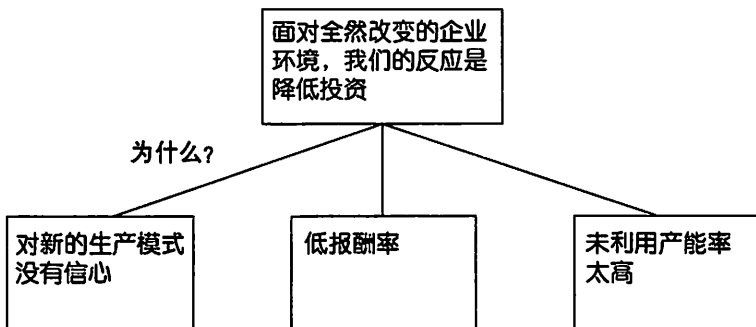 面对全然改变的企业
环境，我们的反应是
降低投资
为什么?
对新的生产模式
没有信心
低报酬率
未利用产能率
太高